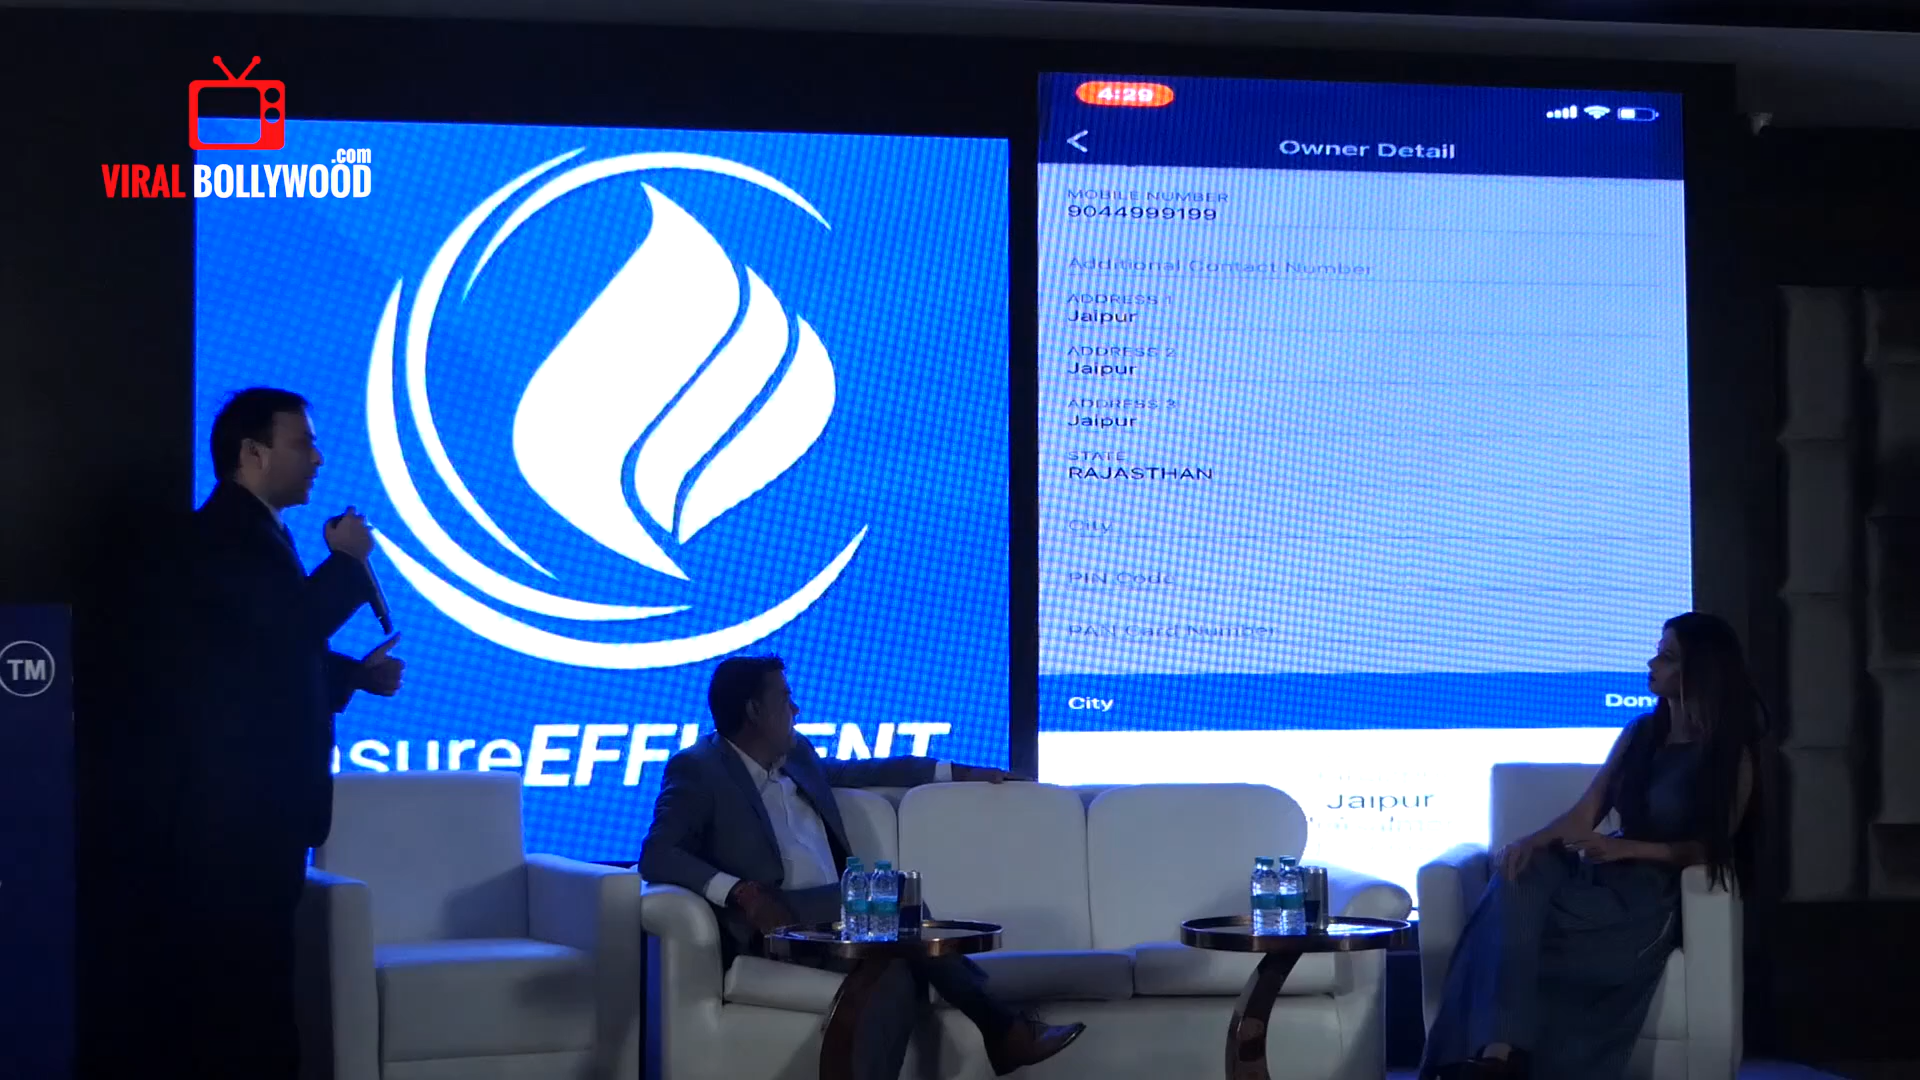 .com
VIRAL BOLLYWOOD
4:29
Owner Detail
MOBILE NUMBER
9044999199
Additional Contact Number
ADDRESS 1
Jaipur
ADDRESS 2
Jaipur
ADDRESS 3
Jaipur
STATE
RAJASTHAN
City
PIN Code
PAN Card Number
City
Jaipur
TM